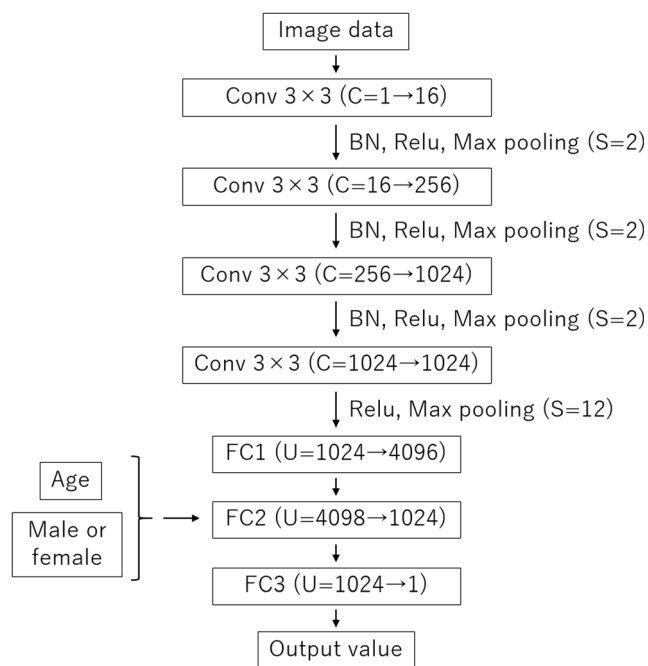 Image data
Conv 3×3 (C=1→16)
BN, Relu, Max pooling (S=2)
Conv 3×3 (C=16→256)
BN, Relu, Max pooling (S=2)
Conv 3×3 (C=256→1024)
BN, Relu, Max pooling (S=2)
Conv 3×3 (C=1024→1024)
Relu, Max pooling (S=12)
FC1 (U=1024→4096)
Age
Male or
female
FC2 (U=4098→1024)
FC3 (U=1024→1)
Output value